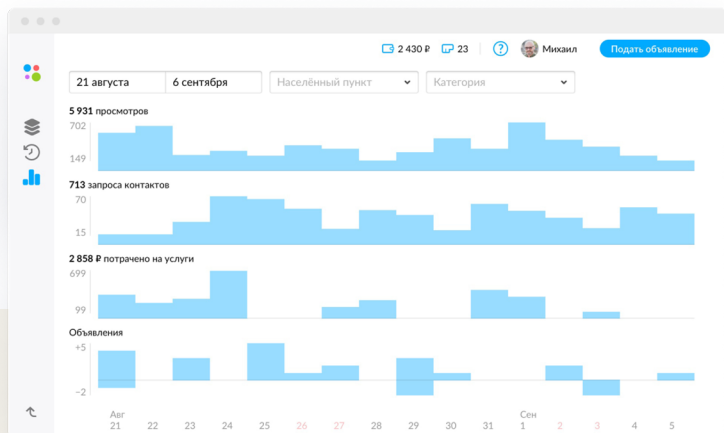 2 430 ₽ 23 ? Михаил Подать объявление
21 августа 6 сентября Населённый пункт Категория
5 931 просмотров
702
149
713 запроса контактов
70
15
2 858 ₽ потрачено на услуги
699
99
Объявления
+5
−2
Авг Сен
21 22 23 24 25 26 27 28 29 30 31 1 2 3 4 5